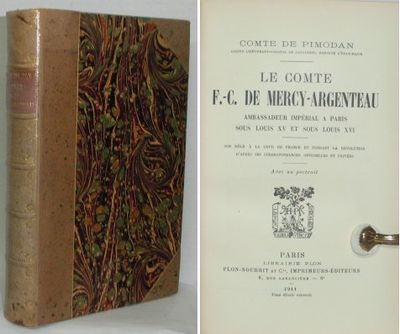 COMTE DE PIMODAN
LE COMTE
F.-C. DE MERCY-ARGENTEAU
AMBASSADEUR IMPÉRIAL A PARIS
SOUS LOUIS XV ET SOUS LOUIS XVI
SON RÔLE À LA COUR DE FRANCE ET PENDANT LA RÉVOLUTION
D'APRÈS DES CORRESPONDANCES OFFICIELLES ET PRIVÉES
Avec un portrait
PARIS
LIBRAIRIE PLON
PLON-NOURRIT ET Cie, IMPRIMEURS-ÉDITEURS
8, RUE GARANCIÈRE — 6e
1911
Tous droits réservés